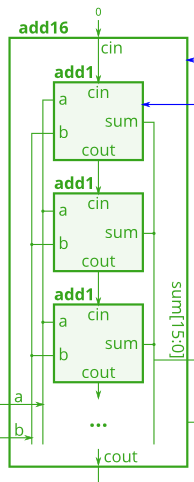 0
add16
cin
add1
cin
a
b
sum
cout
add1
cin
a
sum
b
cout
add1
cin
a
sum
b
cout
sum[15:0]
a
...
b
cout